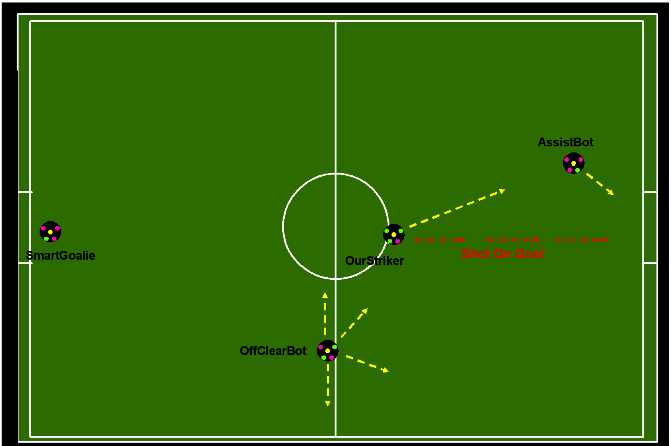 AssistBot
SmartGoalie
OurStriker
Shot On Goal
OffClearBot